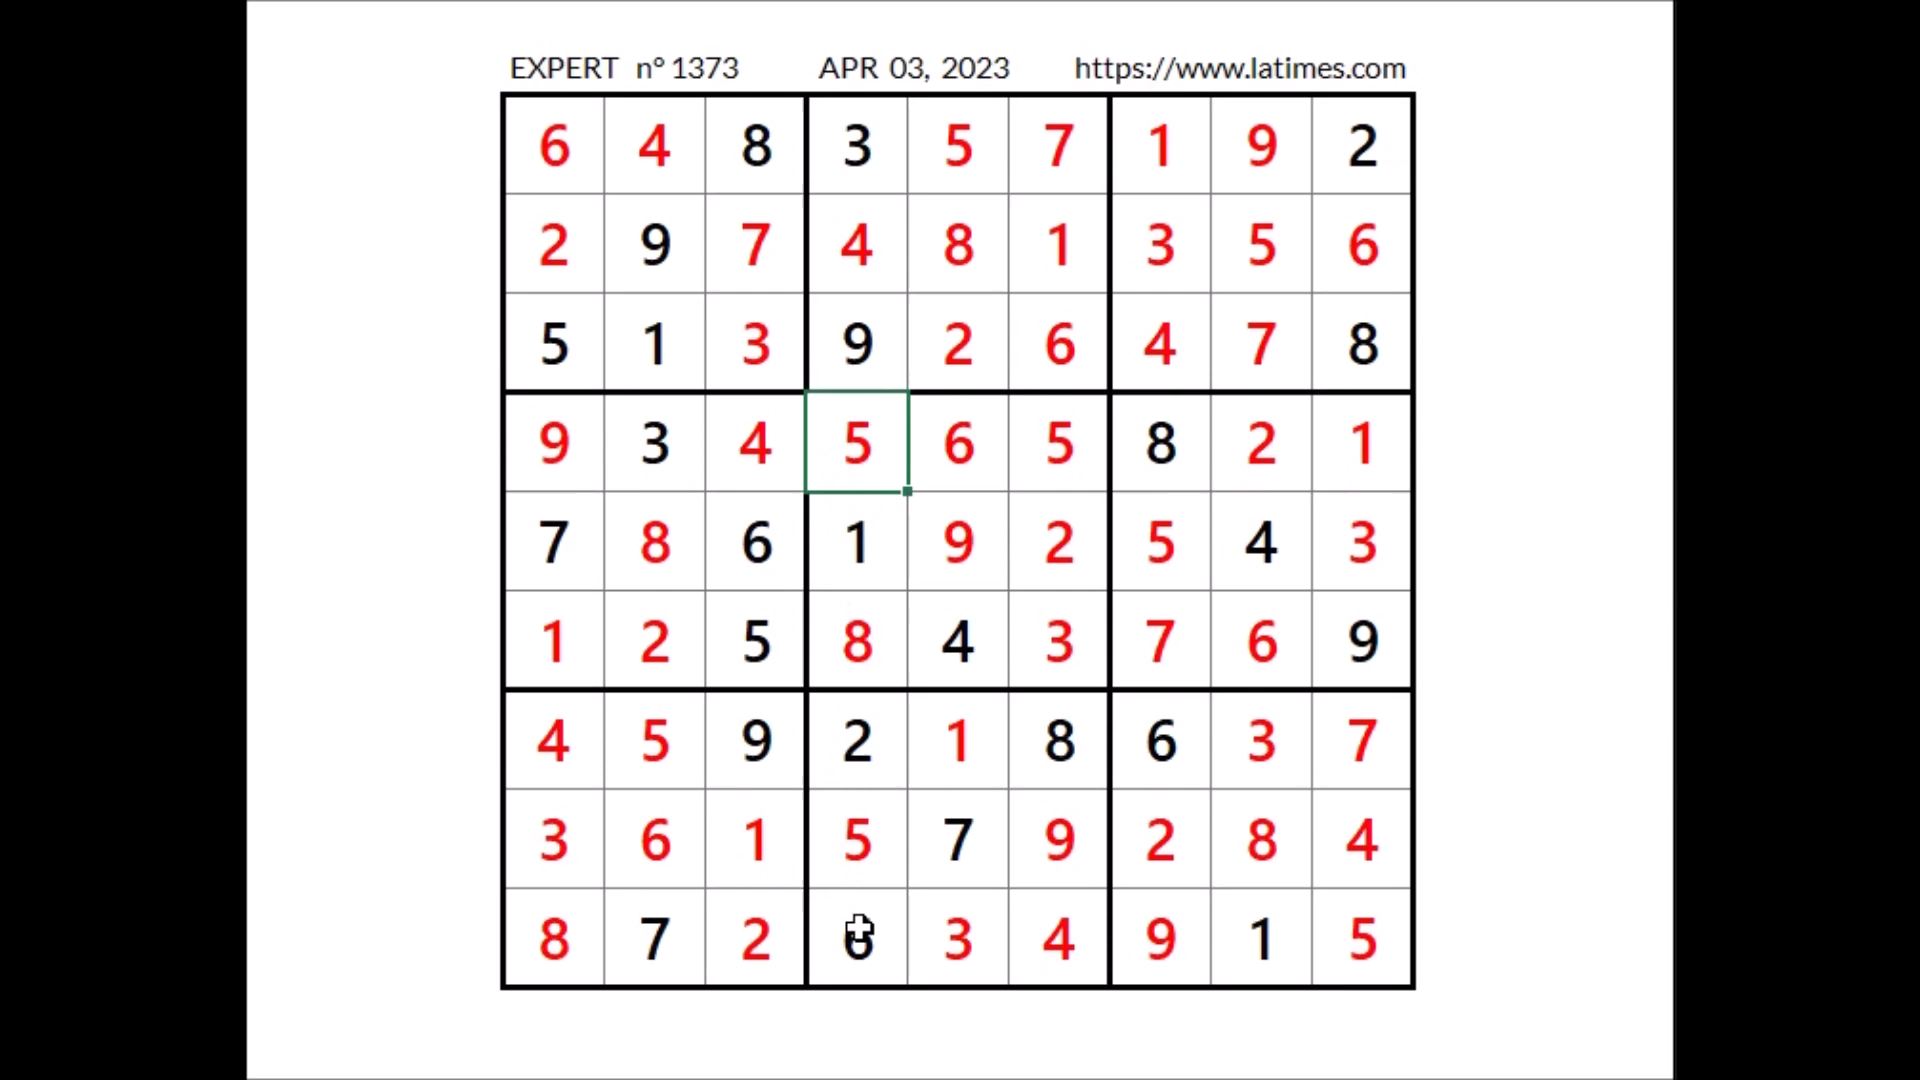 EXPERT n° 1373 APR 03, 2023 https://www.latimes.com
6 4 8 3 5 7 1 9 2
2 9 7 4 8 1 3 5 6
5 1 3 9 2 6 4 7 8
9 3 4 5 6 5 8 2 1
7 8 6 1 9 2 5 4 3
1 2 5 8 4 3 7 6 9
4 5 9 2 1 8 6 3 7
3 6 1 5 7 9 2 8 4
8 7 2 6 3 4 9 1 5